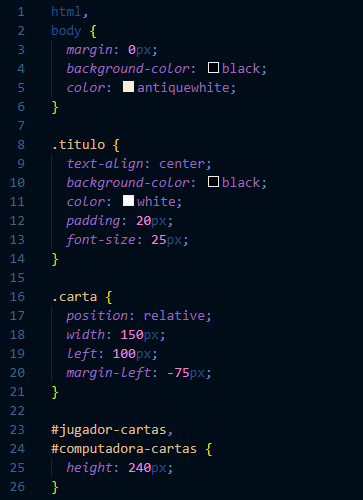 1 html,
2 body {
3 margin: 0px;
4 background-color: black;
5 color: antiquewhite;
6 }
7
8 .titulo {
9 text-align: center;
10 background-color: black;
11 color: white;
12 padding: 20px;
13 font-size: 25px;
14 }
15
16 .carta {
17 position: relative;
18 width: 150px;
19 left: 100px;
20 margin-left: -75px;
21 }
22
23 #jugador-cartas,
24 #computadora-cartas {
25 height: 240px;
26 }